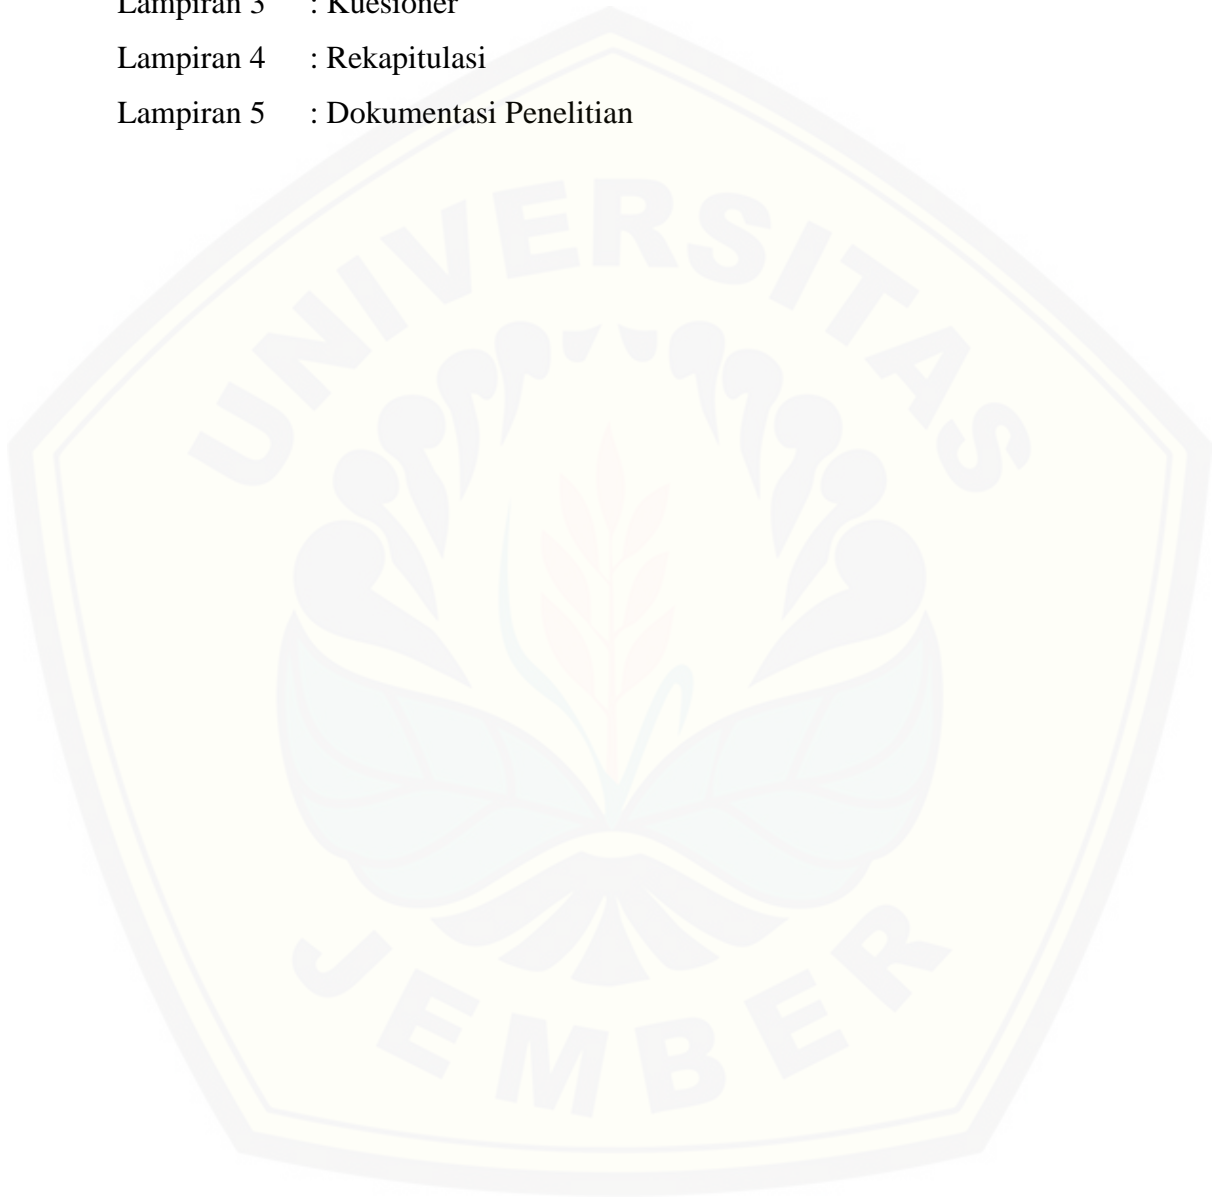 Lampiran 3 : Kuesioner
Lampiran 4 : Rekapitulasi
Lampiran 5 : Dokumentasi Penelitian
UNIVERSITAS
JEMBER